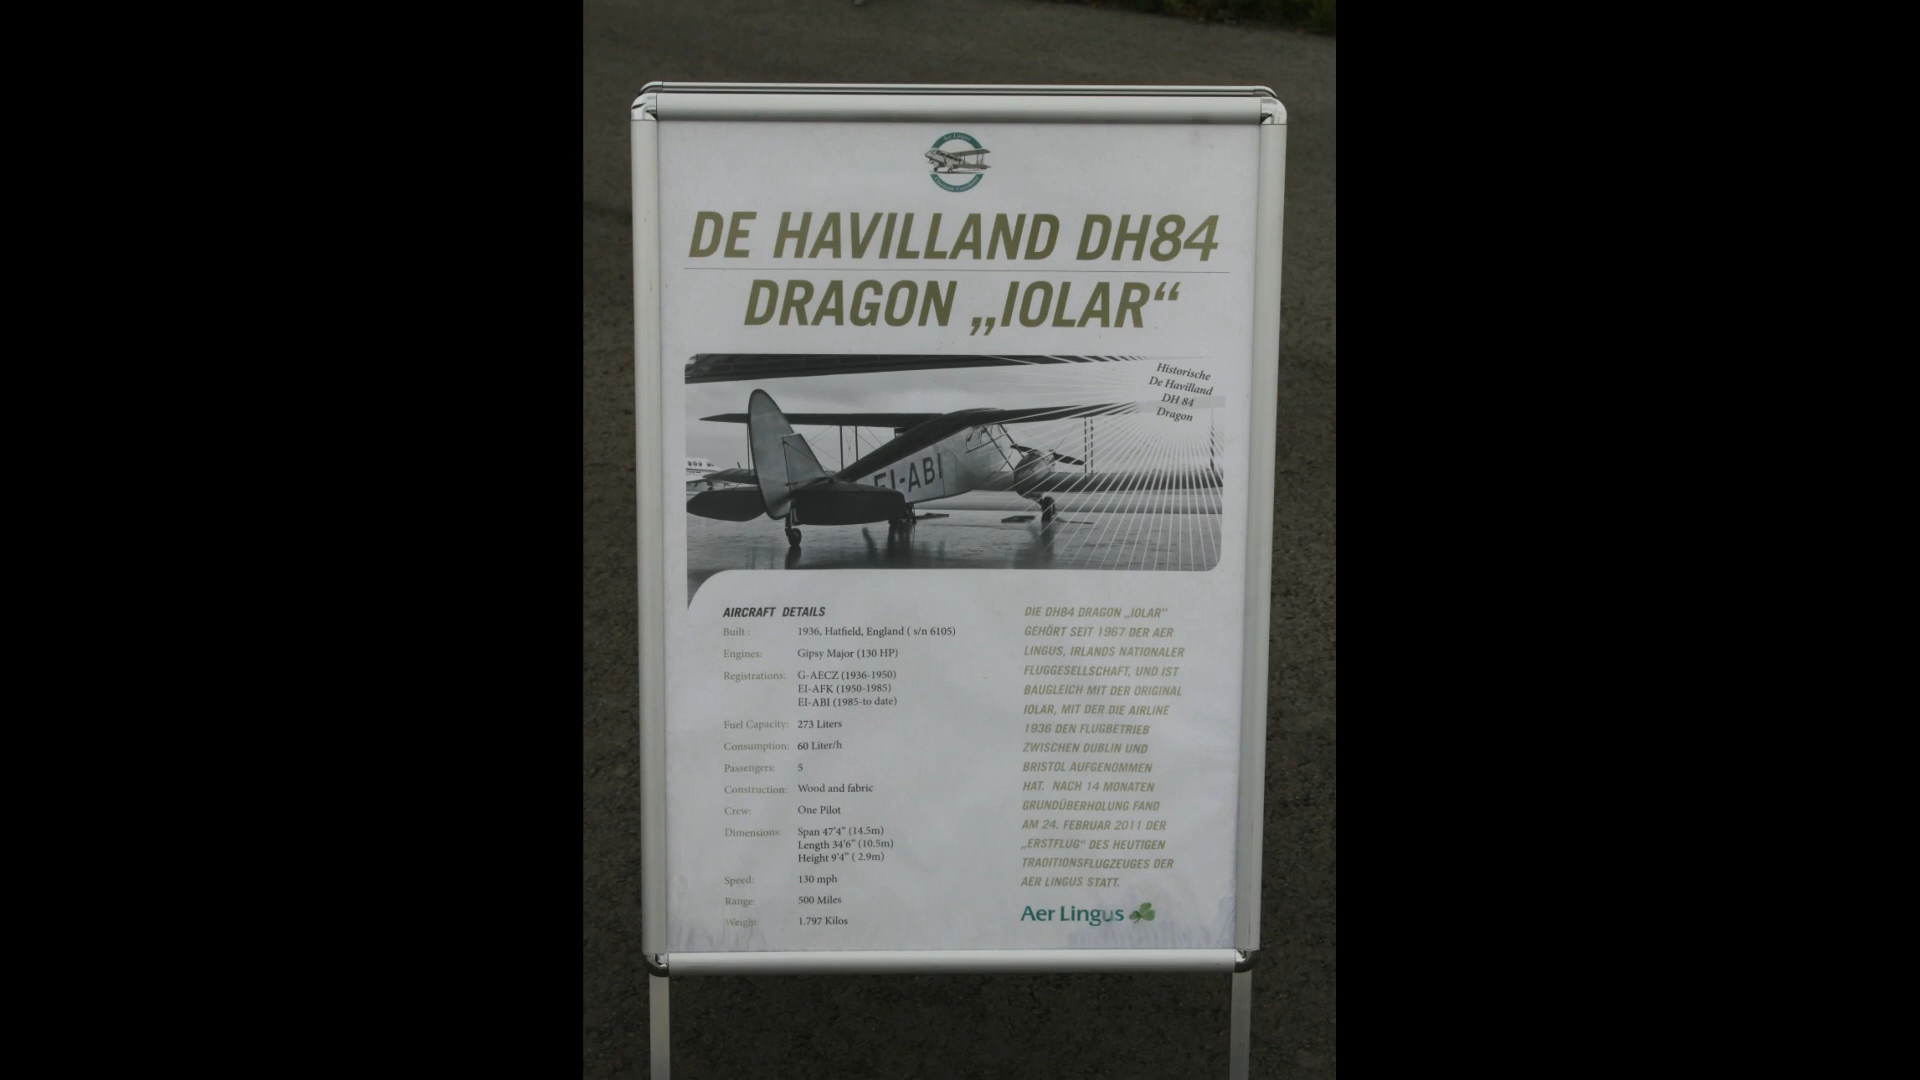 Aer Lingus
DE HAVILLAND DH84
DRAGON „IOLAR“
Historische
De Havilland
DH 84
Dragon
EI-ABI
AIRCRAFT DETAILS
Built : 1936, Hatfield, England ( s/n 6105)
Engines: Gipsy Major (130 HP)
Registrations: G-AECZ (1936-1950)
EI-AFK (1950-1985)
EI-ABI (1985-to date)
Fuel Capacity: 273 Liters
Consumption: 60 Liter/h
Passengers: 5
Construction: Wood and fabric
Crew: One Pilot
Dimensions: Span 47'4" (14.5m)
Length 34'6" (10.5m)
Height 9'4" ( 2.9m)
Speed: 130 mph
Range: 500 Miles
Weight: 1.797 Kilos
DIE DH84 DRAGON „IOLAR“
GEHÖRT SEIT 1967 DER AER
LINGUS, IRLANDS NATIONALER
FLUGGESELLSCHAFT, UND IST
BAUGLEICH MIT DER ORIGINAL
IOLAR, MIT DER DIE AIRLINE
1936 DEN FLUGBETRIEB
ZWISCHEN DUBLIN UND
BRISTOL AUFGENOMMEN
HAT. NACH 14 MONATEN
GRUNDÜBERHOLUNG FAND
AM 24. FEBRUAR 2011 DER
„ERSTFLUG“ DES HEUTIGEN
TRADITIONSFLUGZEUGES DER
AER LINGUS STATT.
Aer Lingus